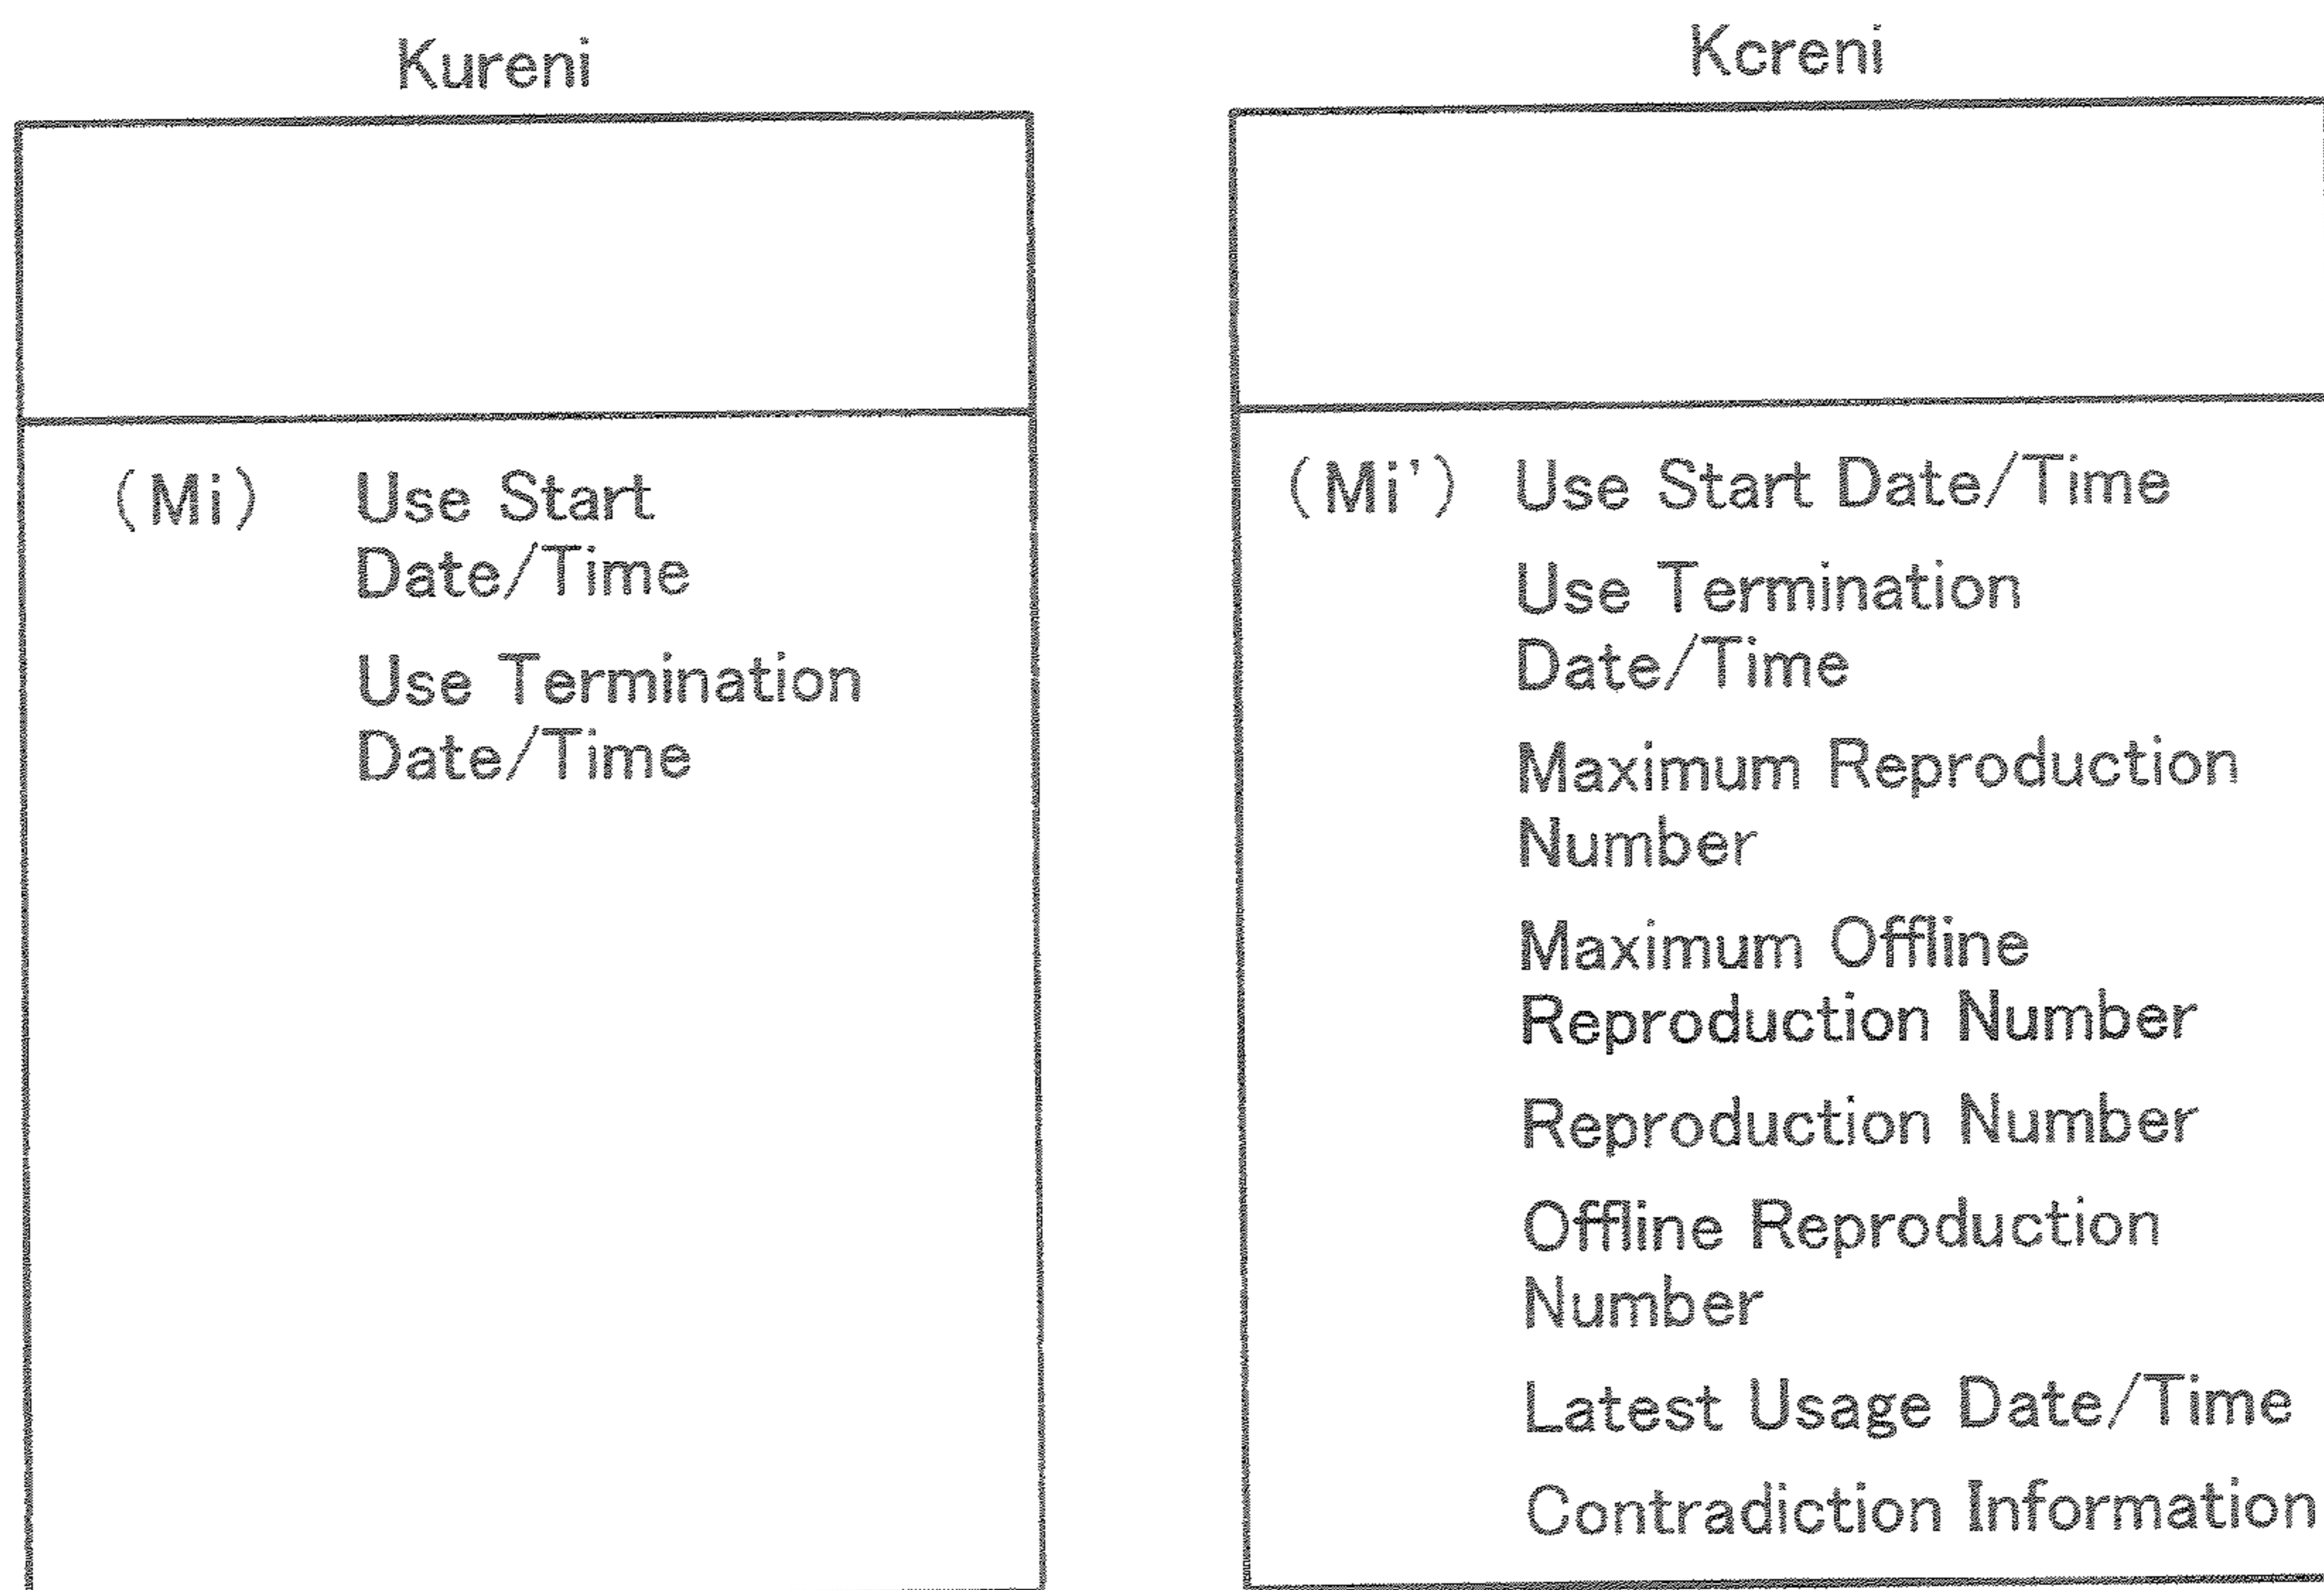 Kureni
(Mi) Use Start
Date/Time
Use Termination
Date/Time
Kcreni
(Mi') Use Start Date/Time
Use Termination
Date/Time
Maximum Reproduction
Number
Maximum Offline
Reproduction Number
Reproduction Number
Offline Reproduction
Number
Latest Usage Date/Time
Contradiction Information